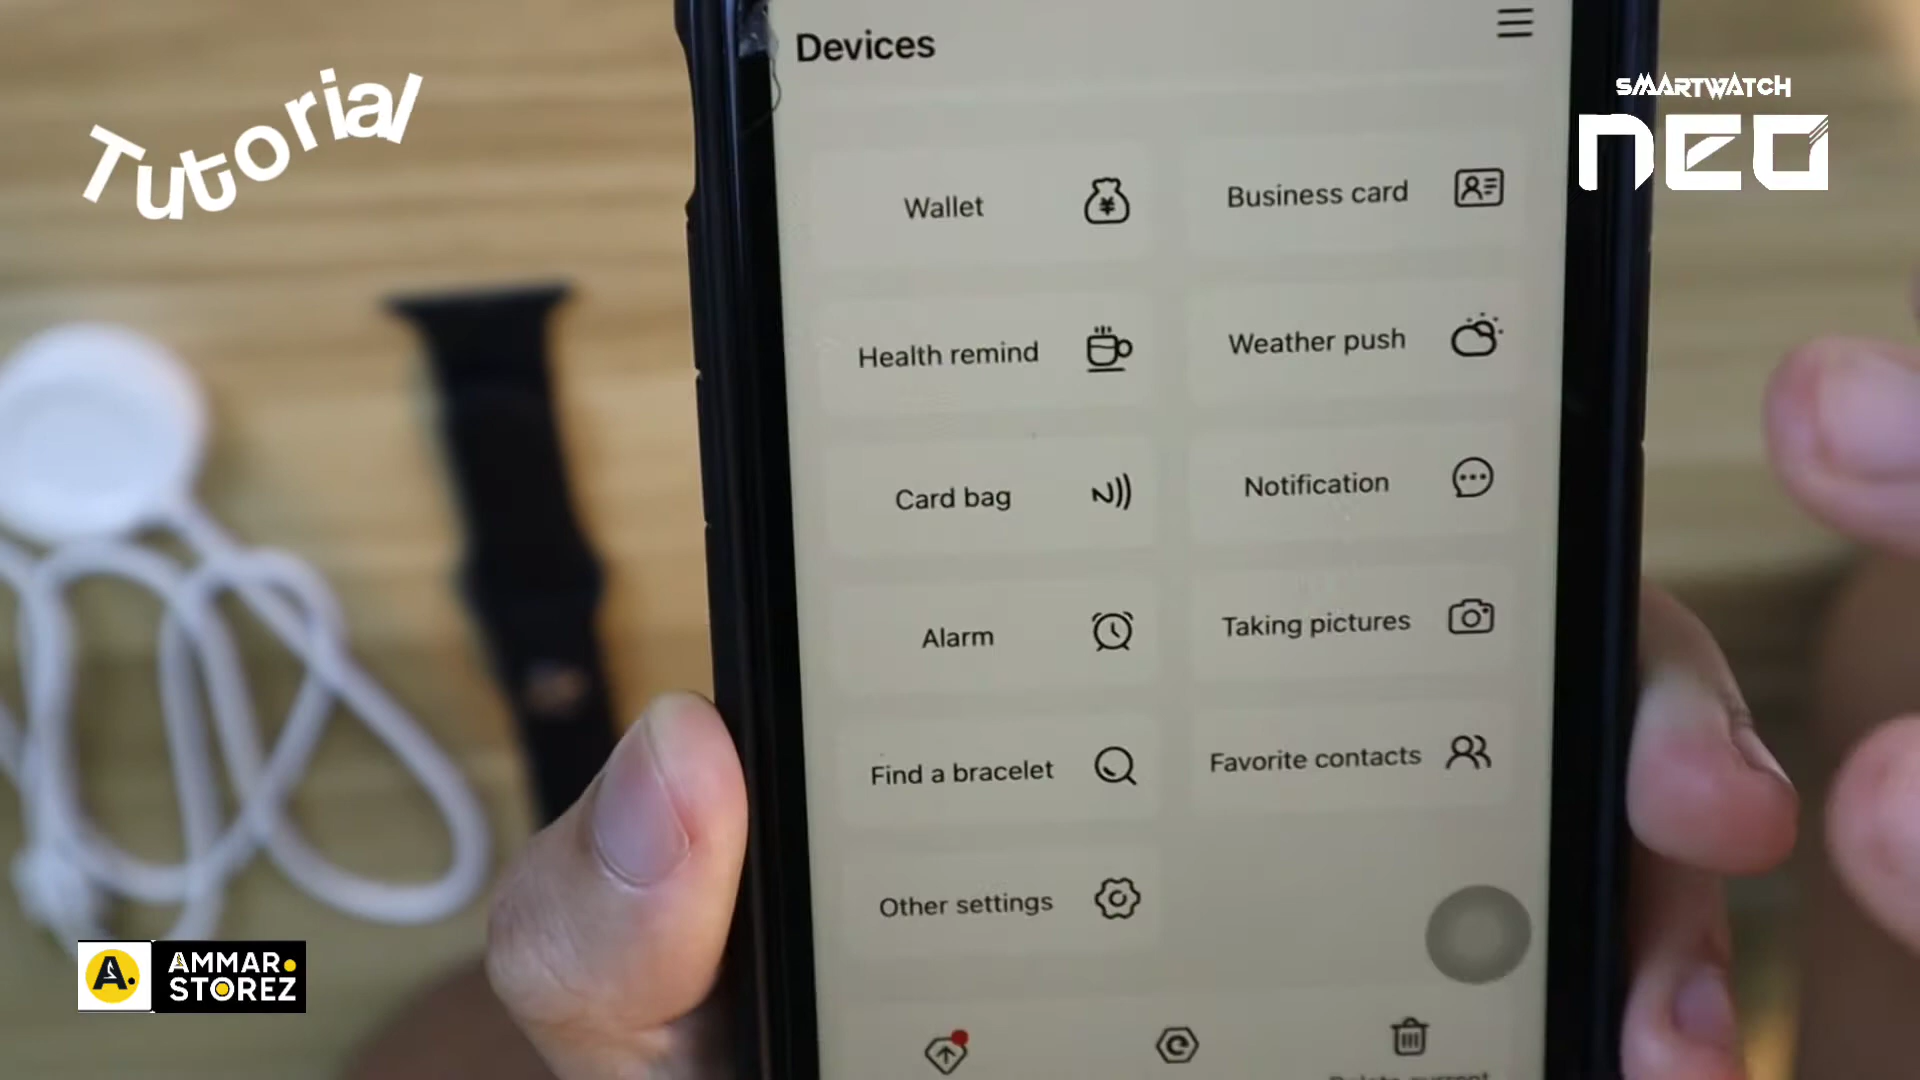 Tutorial
SMARTWATCH
NEO
Devices
Wallet
Business card
Health remind
Weather push
Card bag
Notification
Alarm
Taking pictures
Find a bracelet
Favorite contacts
Other settings
A.
AMMAR
STOREZ